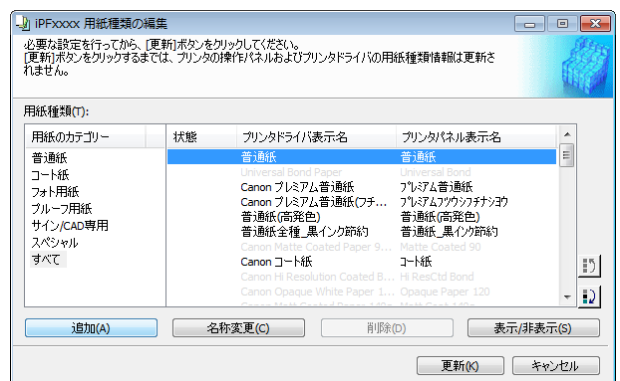 iPFxxxx 用紙種類の編集
必要な設定を行ってから、[更新]ボタンをクリックしてください。
[更新]ボタンをクリックするまでは、プリンタの操作パネルおよびプリンタドライバの用紙種類情報は更新さ
れません。
用紙種類(T):
用紙のカテゴリー
普通紙
コート紙
フォト用紙
プルーフ用紙
サイン/CAD専用
スペシャル
すべて
状態 プリンタドライバ表示名 プリンタパネル表示名
普通紙 普通紙
Universal Bond Paper Universal Bond
Canon プレミアム普通紙 プレミアム普通紙
Canon プレミアム普通紙(フチ... プレミアムフツウシフチナシヨウ
普通紙(高発色) 普通紙(高発色)
普通紙全種_黒インク節約 普通紙_黒インク節約
Canon Matte Coated Paper 9... Matte Coated 90
Canon コート紙 コート紙
Canon Hi Resolution Coated B... Hi ResCtd Bond
Canon Opaque White Paper 1... Opaque Paper 120
追加(A) 名称変更(C) 削除(D) 表示/非表示(S)
更新(K) キャンセル